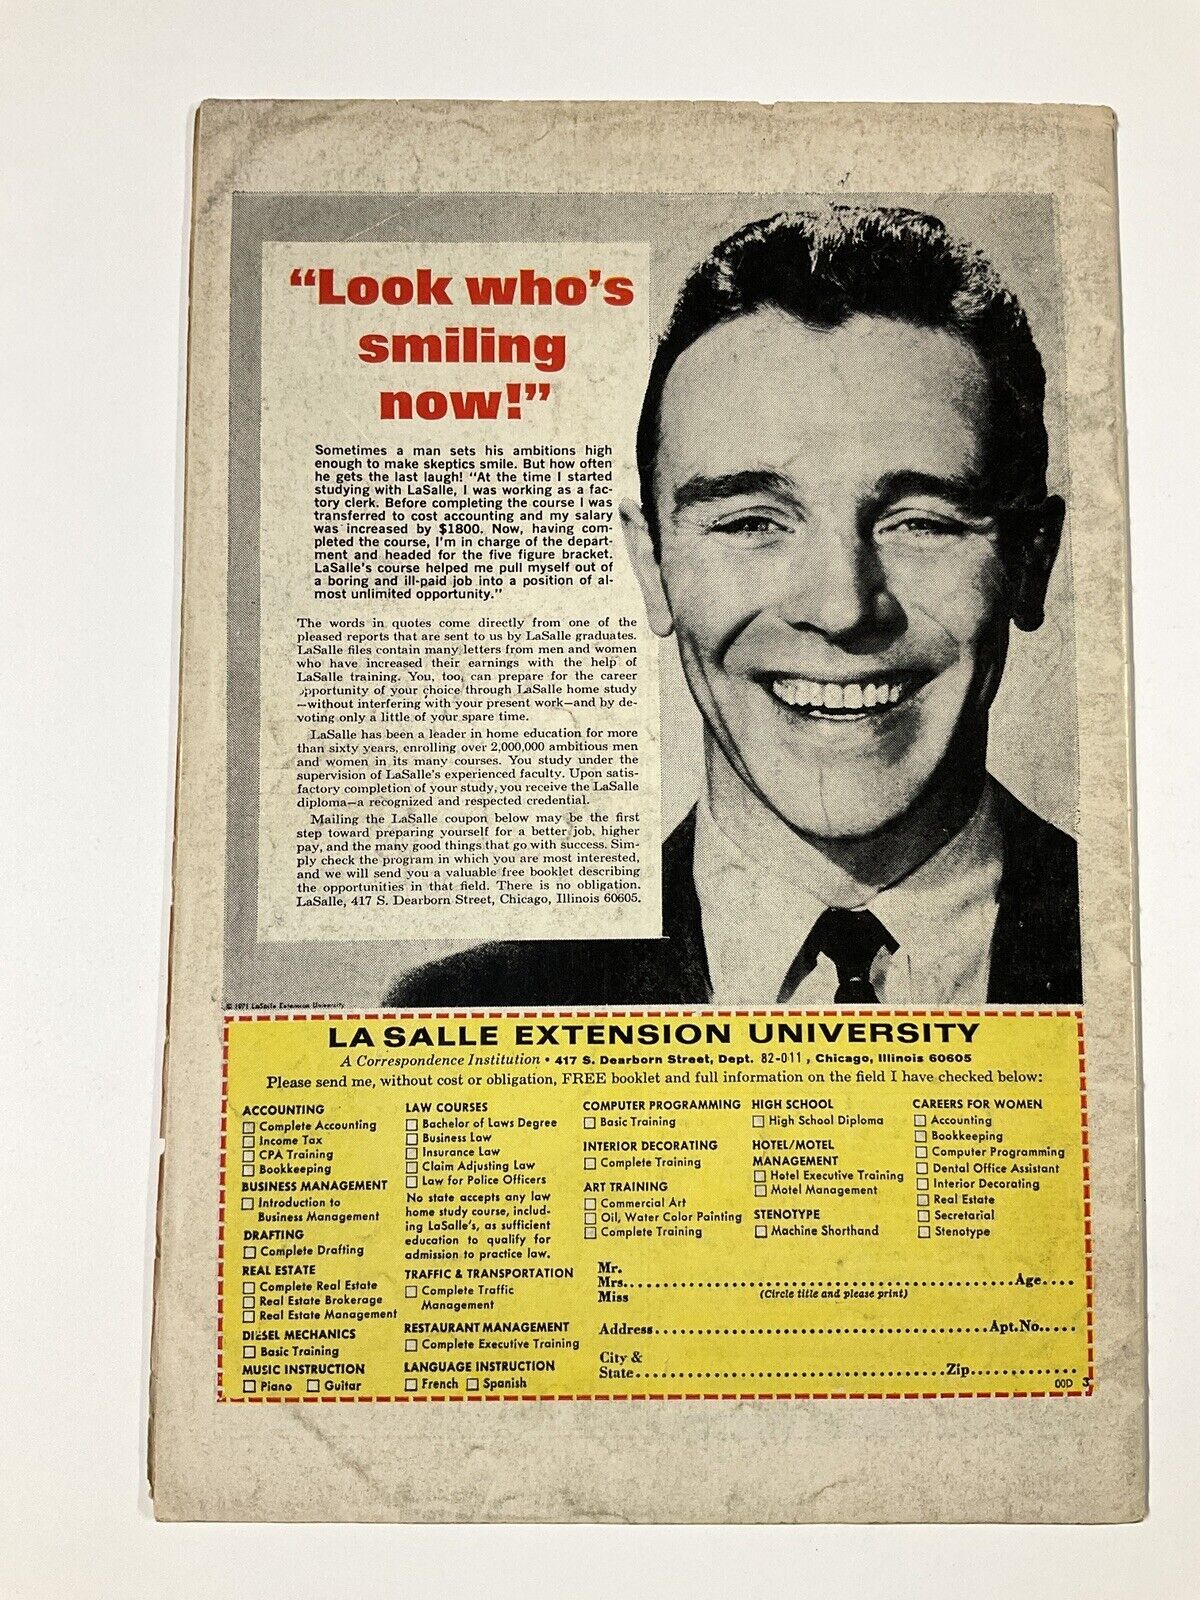 “Look who’s
smiling
now!”
Sometimes a man sets his ambitions high
enough to make skeptics smile. But how often
he gets the last laugh! “At the time I started
studying with LaSalle, I was working as a fac-
tory clerk. Before completing the course I was
transferred to cost accounting and my salary
was increased by $1800. Now, having com-
pleted the course, I’m in charge of the depart-
ment and headed for the five figure bracket.
LaSalle’s course helped me pull myself out of
a boring and ill-paid job into a position of al-
most unlimited opportunity.”
The words in quotes come directly from one of the
pleased reports that are sent to us by LaSalle graduates.
LaSalle files contain many letters from men and women
who have increased their earnings with the help of
LaSalle training. You, too, can prepare for the career
opportunity of your choice through LaSalle home study
—without interfering with your present work—and by de-
voting only a little of your spare time.
LaSalle has been a leader in home education for more
than sixty years, enrolling over 2,000,000 ambitious men
and women in its many courses. You study under the
supervision of LaSalle’s experienced faculty. Upon satis-
factory completion of your study, you receive the LaSalle
diploma—a recognized and respected credential.
Mailing the LaSalle coupon below may be the first
step toward preparing yourself for a better job, higher
pay, and the many good things that go with success. Sim-
ply check the program in which you are most interested,
and we will send you a valuable free booklet describing
the opportunities in that field. There is no obligation.
LaSalle, 417 S. Dearborn Street, Chicago, Illinois 60605.
© 1971 LaSalle Extension University
LA SALLE EXTENSION UNIVERSITY
A Correspondence Institution • 417 S. Dearborn Street, Dept. 82-011, Chicago, Illinois 60605
Please send me, without cost or obligation, FREE booklet and full information on the field I have checked below:
ACCOUNTING
Complete Accounting
Income Tax
CPA Training
Bookkeeping
BUSINESS MANAGEMENT
Introduction to
Business Management
DRAFTING
Complete Drafting
REAL ESTATE
Complete Real Estate
Real Estate Brokerage
Real Estate Management
DIESEL MECHANICS
Basic Training
MUSIC INSTRUCTION
Piano Guitar
LAW COURSES
Bachelor of Laws Degree
Business Law
Insurance Law
Claim Adjusting Law
Law for Police Officers
No state accepts any law
home study course, includ-
ing LaSalle’s, as sufficient
education to qualify for
admission to practice law.
TRAFFIC & TRANSPORTATION
Complete Traffic
Management
RESTAURANT MANAGEMENT
Complete Executive Training
LANGUAGE INSTRUCTION
French Spanish
COMPUTER PROGRAMMING
Basic Training
INTERIOR DECORATING
Complete Training
ART TRAINING
Commercial Art
Oil, Water Color Painting
Complete Training
HIGH SCHOOL
High School Diploma
HOTEL/MOTEL
MANAGEMENT
Hotel Executive Training
Motel Management
STENOTYPE
Machine Shorthand
CAREERS FOR WOMEN
Accounting
Bookkeeping
Computer Programming
Dental Office Assistant
Interior Decorating
Real Estate
Secretarial
Stenotype
Mr.
Mrs. Age
Miss (Circle title and please print)
Address Apt.No.
City &
State Zip
00D 3